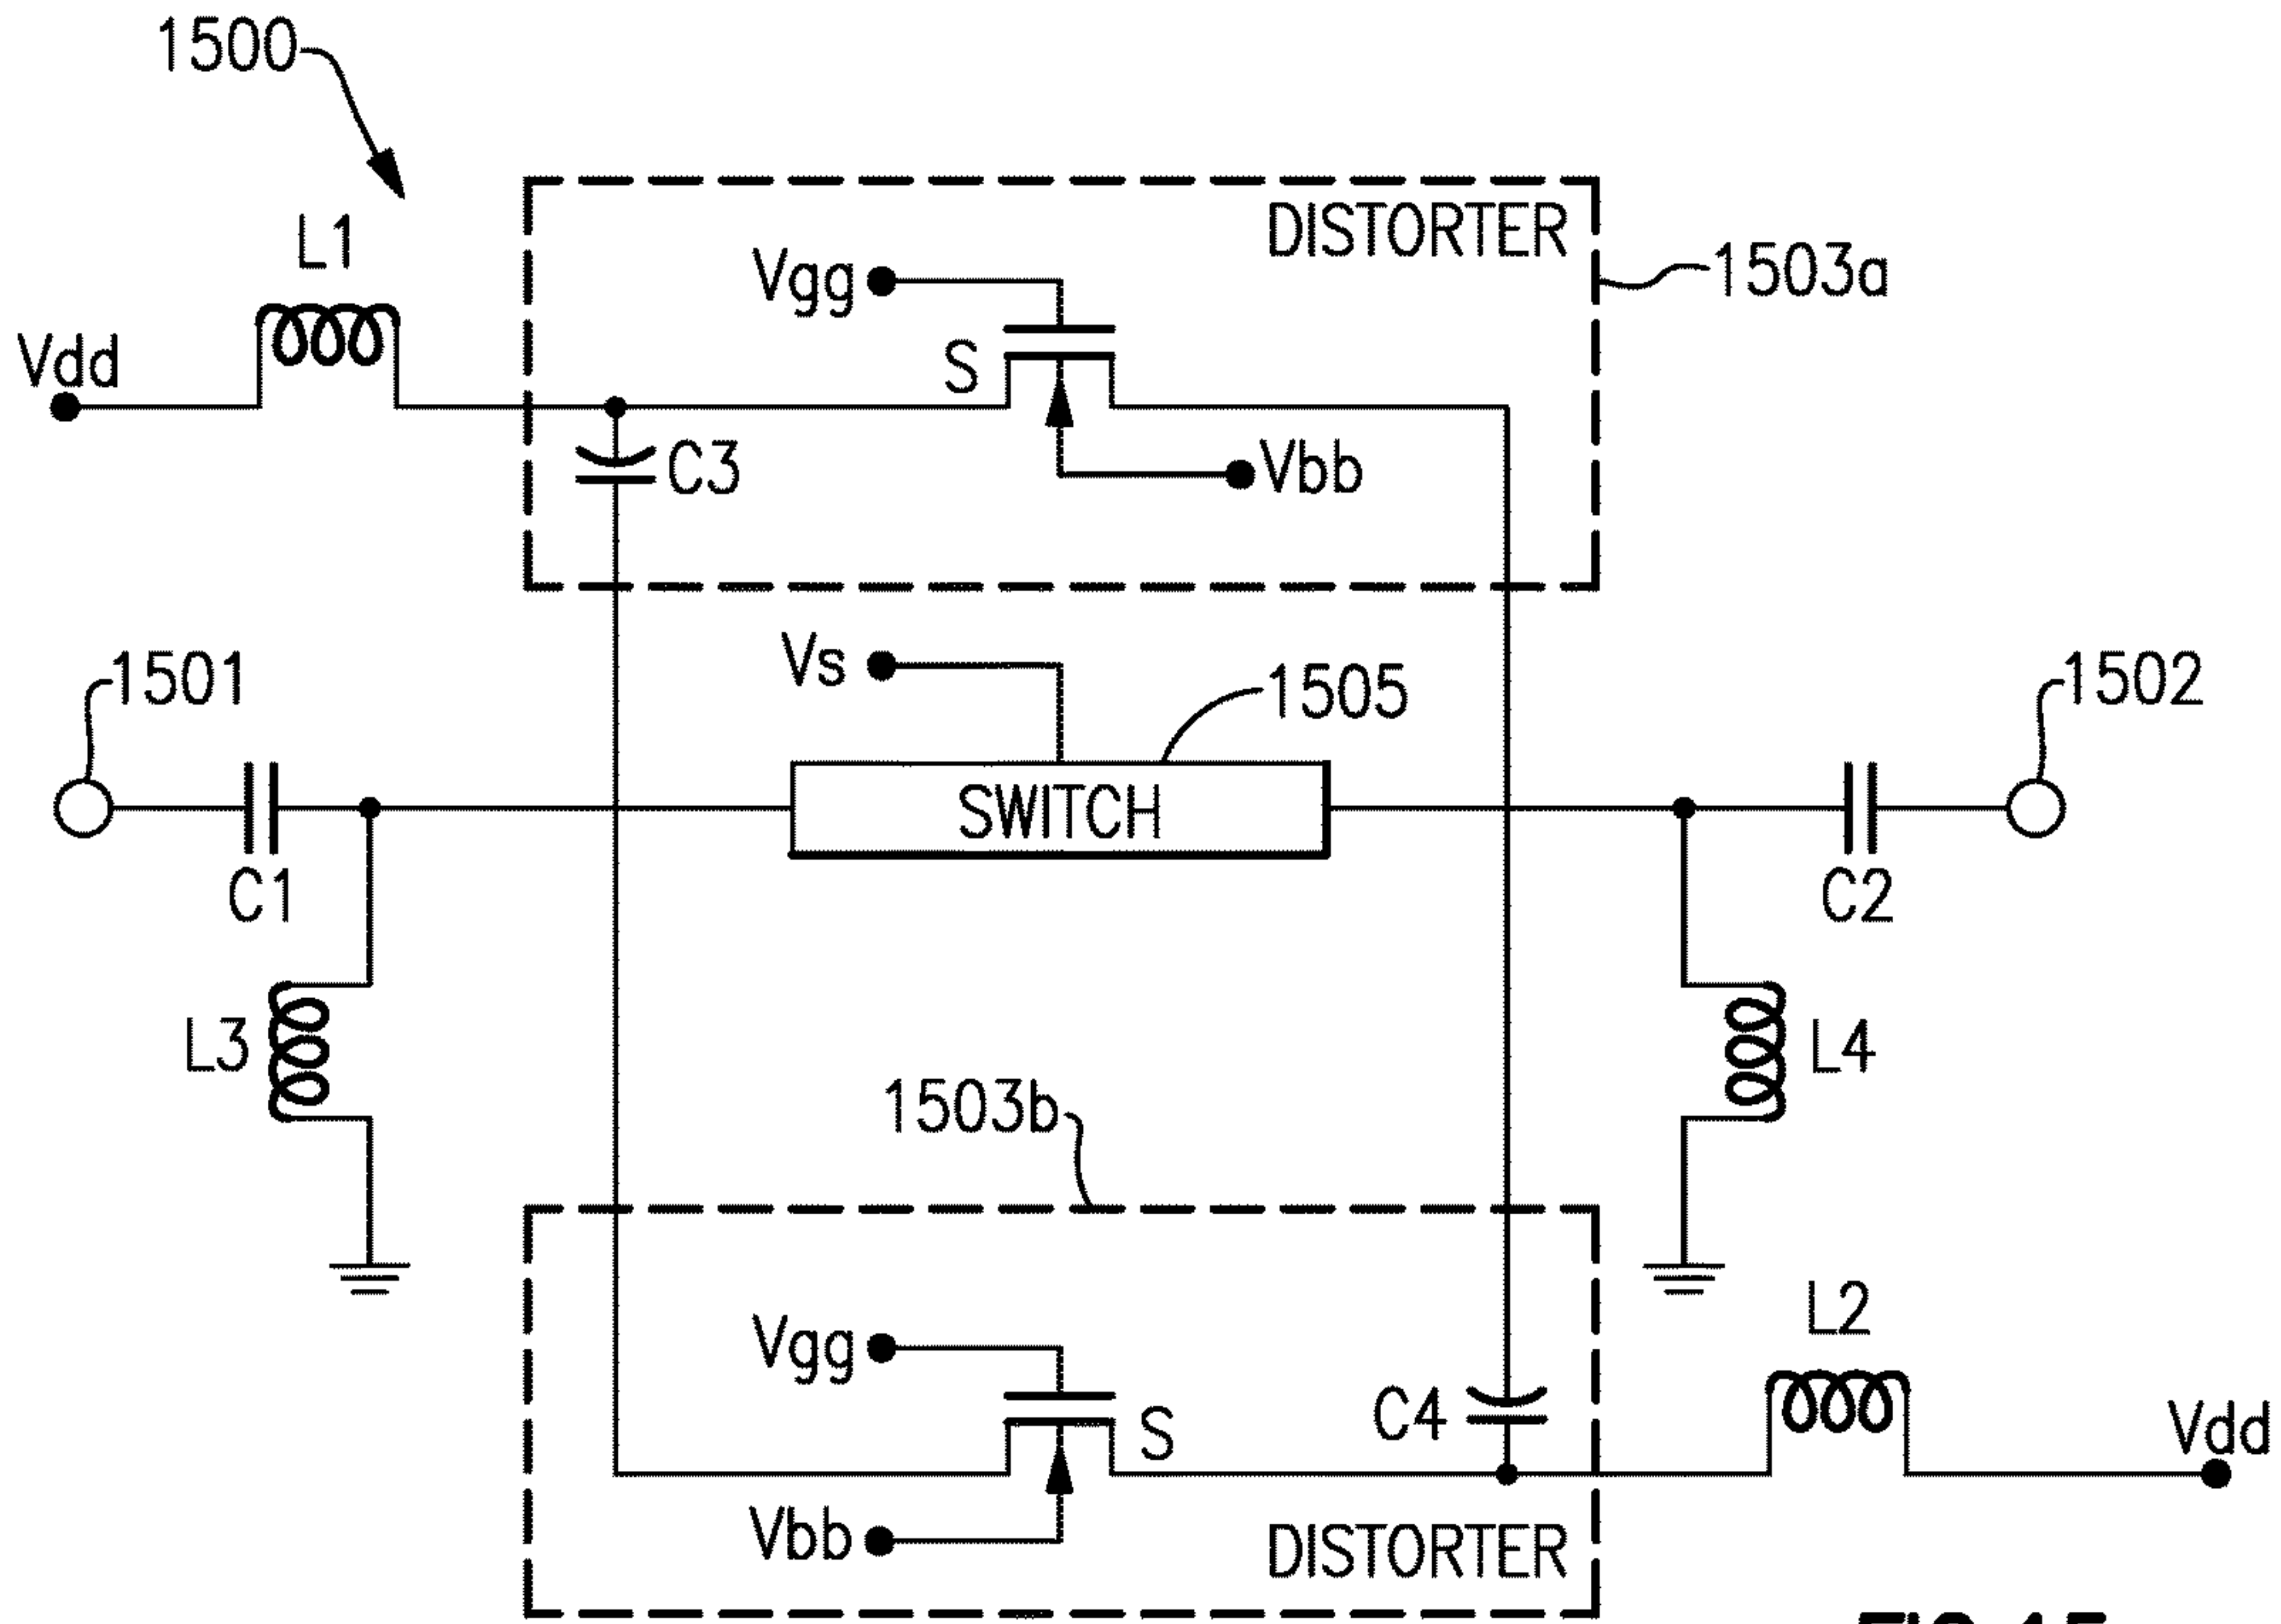 1500
DISTORTER
L1
Vgg
1503a
S
Vdd
C3
Vbb
Vs
1501
1505
1502
SWITCH
C1
C2
L3
L4
1503b
L2
Vgg
C4
S
Vdd
Vbb
DISTORTER